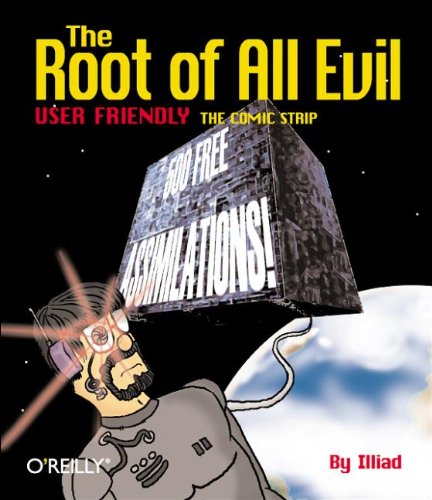 The
Root of All Evil
USER FRIENDLY THE COMIC STRIP
500 FREE
ASSIMILATIONS!
By Illiad
O'REILLY®